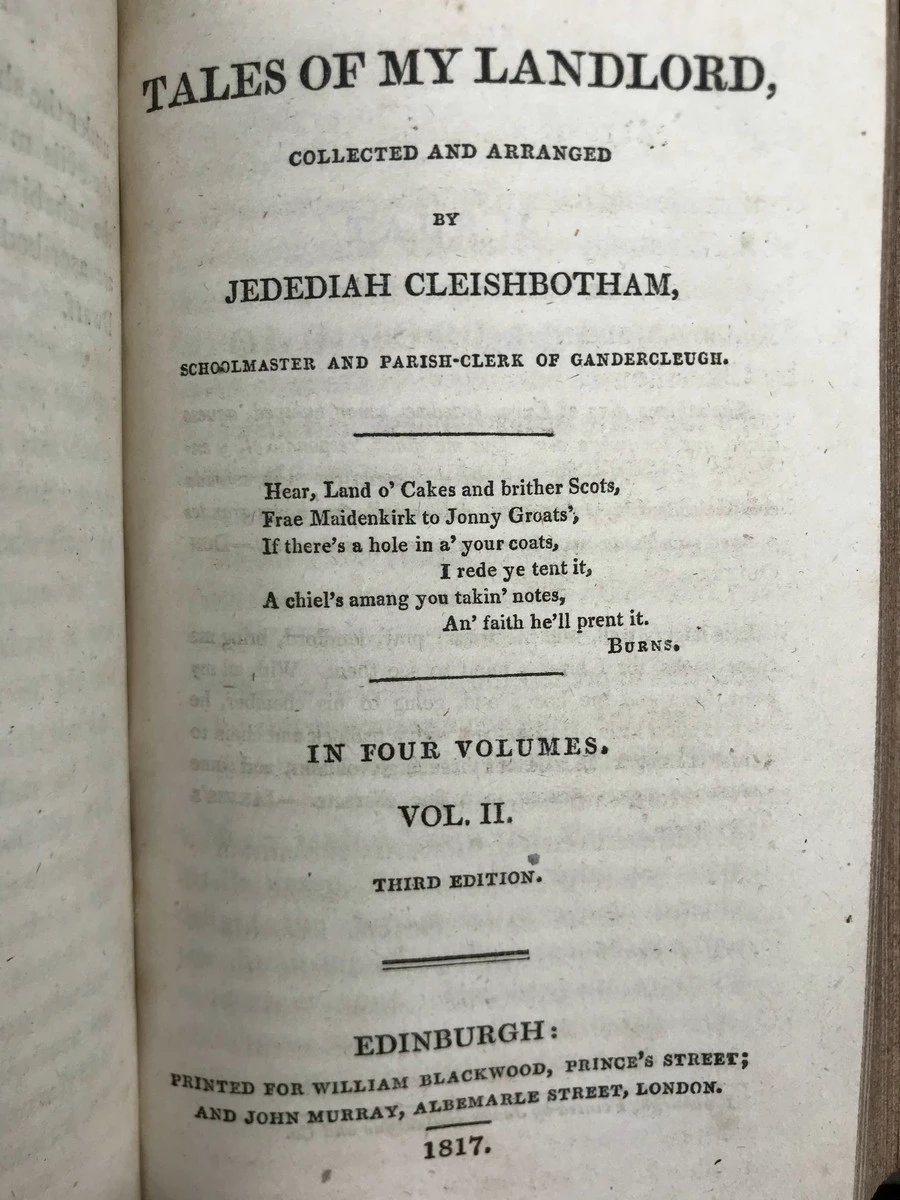 TALES OF MY LANDLORD,
COLLECTED AND ARRANGED
BY
JEDEDIAH CLEISHBOTHAM,
SCHOOLMASTER AND PARISH-CLERK OF GANDERCLEUGH.
Hear, Land o' Cakes and brither Scots,
Frae Maidenkirk to Jonny Groats',
If there's a hole in a' your coats,
I rede ye tent it,
A chiel's amang you takin' notes,
An' faith he'll prent it.
BURNS.
IN FOUR VOLUMES.
VOL. II.
THIRD EDITION.
EDINBURGH:
PRINTED FOR WILLIAM BLACKWOOD, PRINCE'S STREET;
AND JOHN MURRAY, ALBEMARLE STREET, LONDON.
1817.